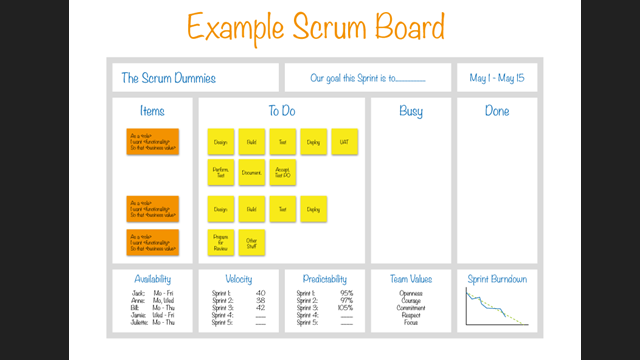 Example Scrum Board
The Scrum Dummies
Our goal this Sprint is to
May 1 - May 15
Items
To Do
Busy
Done
As a <role>
I want <functionality>
So that <business value>
Design
Build
Test
Deploy
UAT
Perform.
Test
Document.
Accept
Test PO
As a <role>
I want <functionality>
So that <business value>
Design
Build
Test
Deploy
As a <role>
I want <functionality>
So that <business value>
Prepare
for
Review
Other
Stuff
Availability
Jack: Mo - Fri
Anne: Mo, Wed
Bill: Mo - Thu
Jamie: Wed - Fri
Juliette: Mo - Thu
Velocity
Sprint 1: 40
Sprint 2: 38
Sprint 3: 42
Sprint 4:
Sprint 5:
Predictability
Sprint 1: 95%
Sprint 2: 97%
Sprint 3: 105%
Sprint 4:
Sprint 5:
Team Values
Openness
Courage
Commitment
Respect
Focus
Sprint Burndown